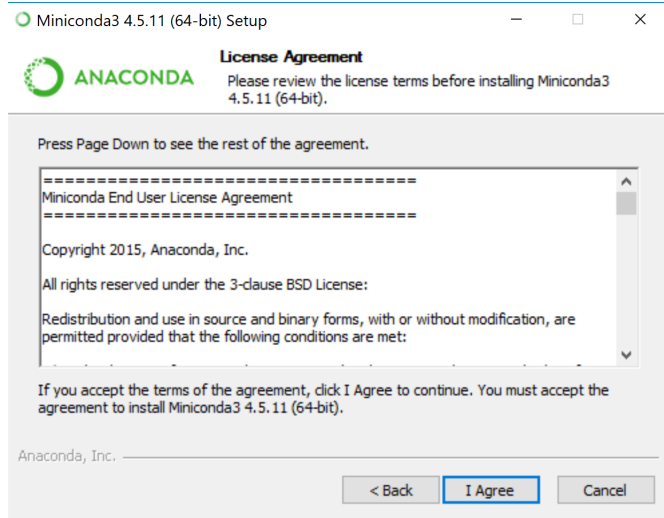 Miniconda3 4.5.11 (64-bit) Setup
ANACONDA
License Agreement
Please review the license terms before installing Miniconda3
4.5.11 (64-bit).
Press Page Down to see the rest of the agreement.
===================================
Miniconda End User License Agreement
===================================
Copyright 2015, Anaconda, Inc.
All rights reserved under the 3-clause BSD License:
Redistribution and use in source and binary forms, with or without modification, are
permitted provided that the following conditions are met:
If you accept the terms of the agreement, click I Agree to continue. You must accept the
agreement to install Miniconda3 4.5.11 (64-bit).
Anaconda, Inc.
< Back
I Agree
Cancel